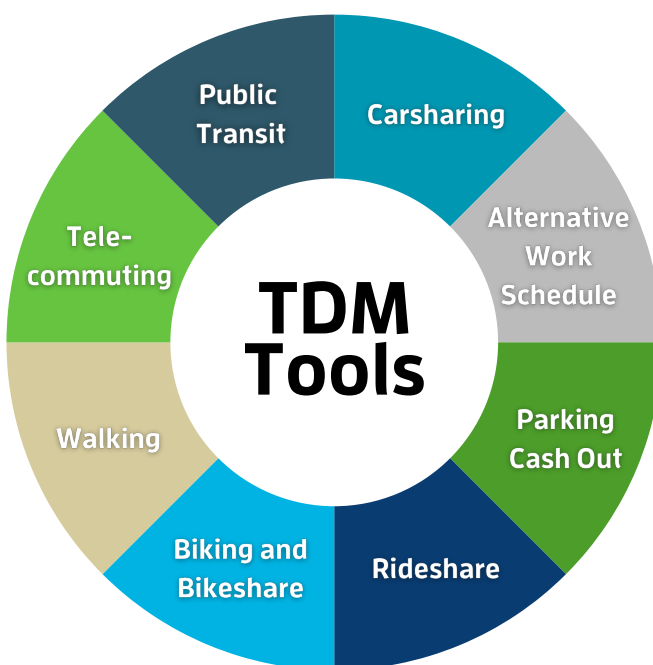 Public
Transit
Carsharing
Alternative
Work
Schedule
Parking
Cash Out
Rideshare
Biking and
Bikeshare
Walking
Tele-
commuting
TDM
Tools